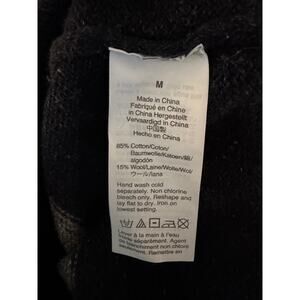 M
Made in China
Fabriqué en Chine
In China Hergestellt
Vervaardigd in China
中国製
Hecho en China
85% Cotton/Coton/
Baumwolle/Katoen/綿/
algodón
15% Wool/Laine/Wolle/Wol/
ウール/lana
Hand wash cold
separately. Non chlorine
bleach only. Reshape and
lay flat to dry. Iron on
lowest setting.
Laver à la main à l'eau
froide séparément. Agent
de blanchiment sans
chlore seulement.
Remettre en